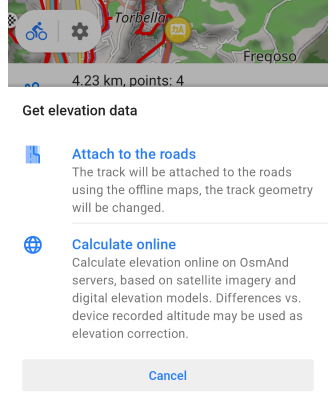 Torbella
Fregoso
4.23 km, points: 4
Get elevation data
Attach to the roads
The track will be attached to the roads
using the offline maps, the track geometry
will be changed.
Calculate online
Calculate elevation online on OsmAnd
servers, based on satellite imagery and
digital elevation models. Differences vs.
device recorded altitude may be used as
elevation correction.
Cancel